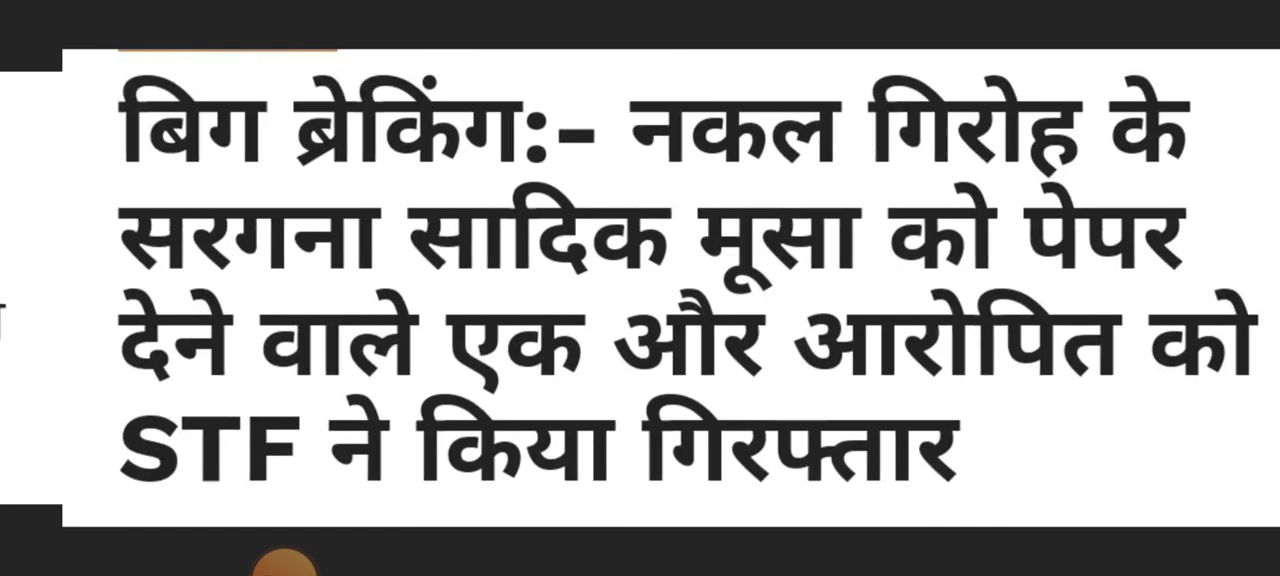 बिग ब्रेकिंग:- नकल गिरोह के
सरगना सादिक मूसा को पेपर
देने वाले एक और आरोपित को
STF ने किया गिरफ्तार